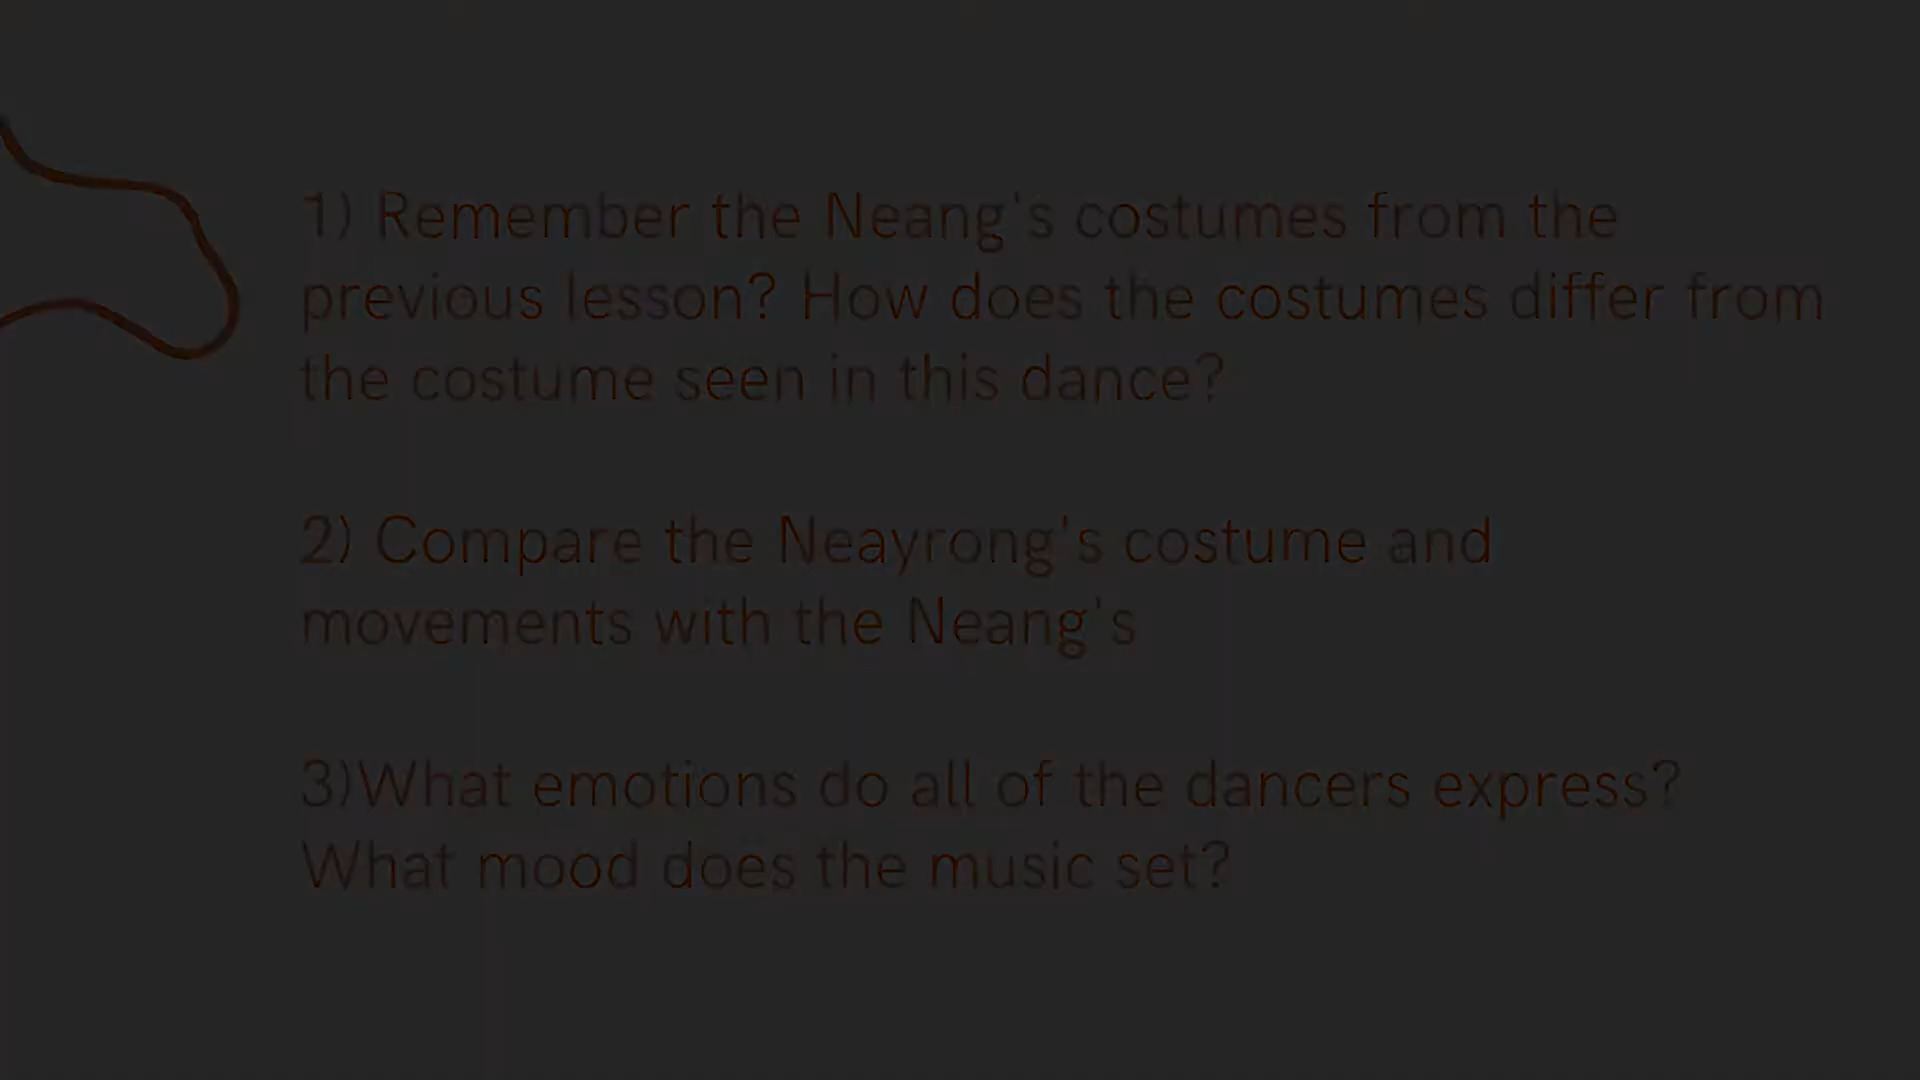 1) Remember the Neang's costumes from the
previous lesson? How does the costumes differ from
the costume seen in this dance?
2) Compare the Neayrong's costume and
movements with the Neang's
3)What emotions do all of the dancers express?
What mood does the music set?